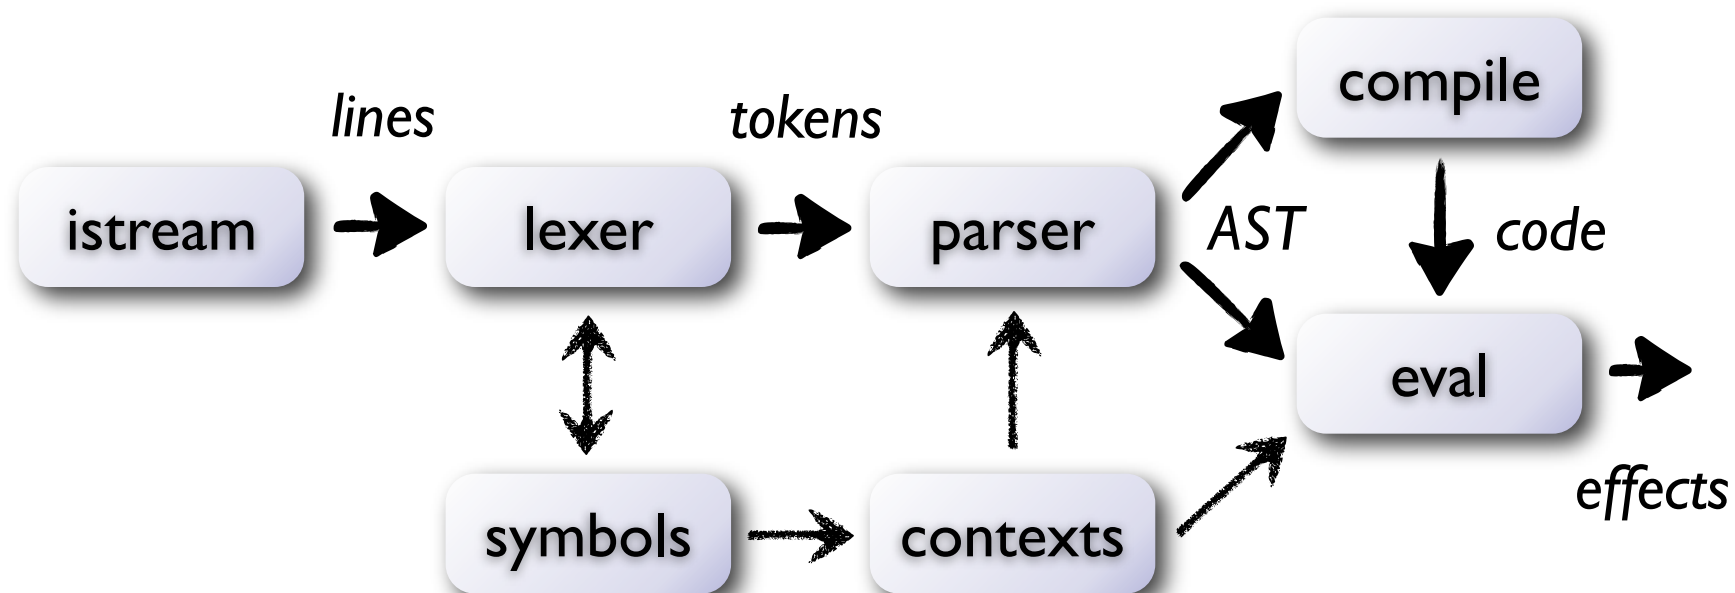 compile
lines
tokens
istream
lexer
parser
AST
code
eval
effects
symbols
contexts